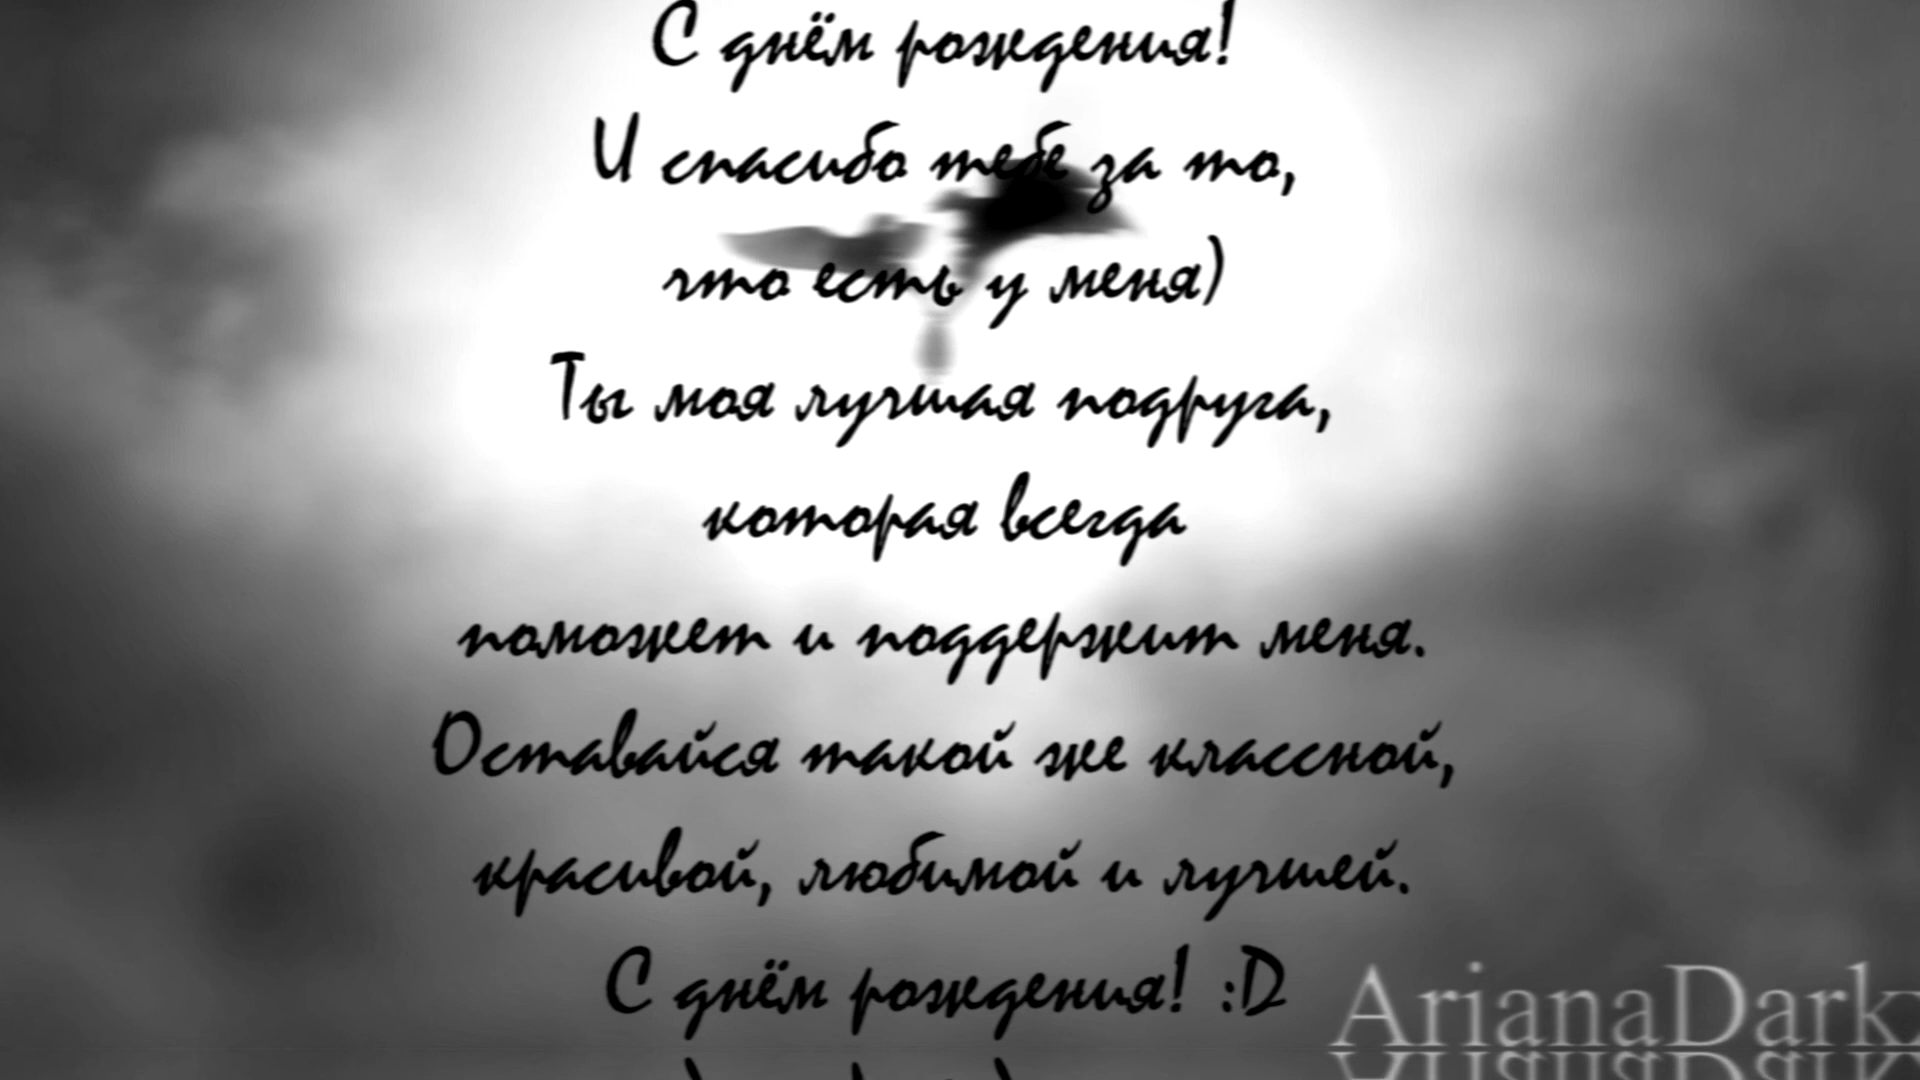 С днём рождения!
И спасибо тебе за то,
что есть у меня)
Ты моя лучшая подруга,
которая всегда
поможет и поддержит меня.
Оставайся такой же классной,
красивой, любимой и лучшей.
С днём рождения! :D
ArianaDark